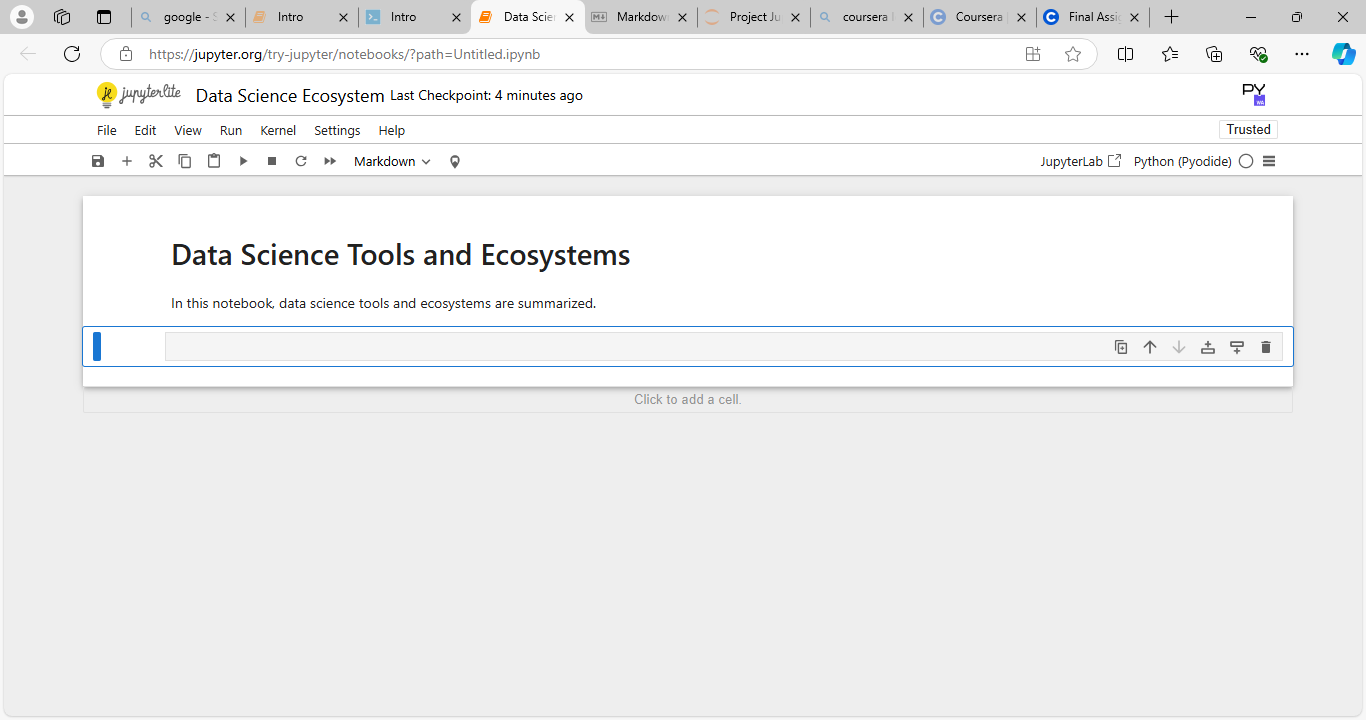 google - S
Intro
Intro
Data Scien
Markdown
Project Ju
coursera
Coursera
Final Assig
https://jupyter.org/try-jupyter/notebooks/?path=Untitled.ipynb
jupyterlite
Data Science Ecosystem Last Checkpoint: 4 minutes ago
PY
File Edit View Run Kernel Settings Help
Trusted
Markdown
JupyterLab
Python (Pyodide)
Data Science Tools and Ecosystems
In this notebook, data science tools and ecosystems are summarized.
Click to add a cell.